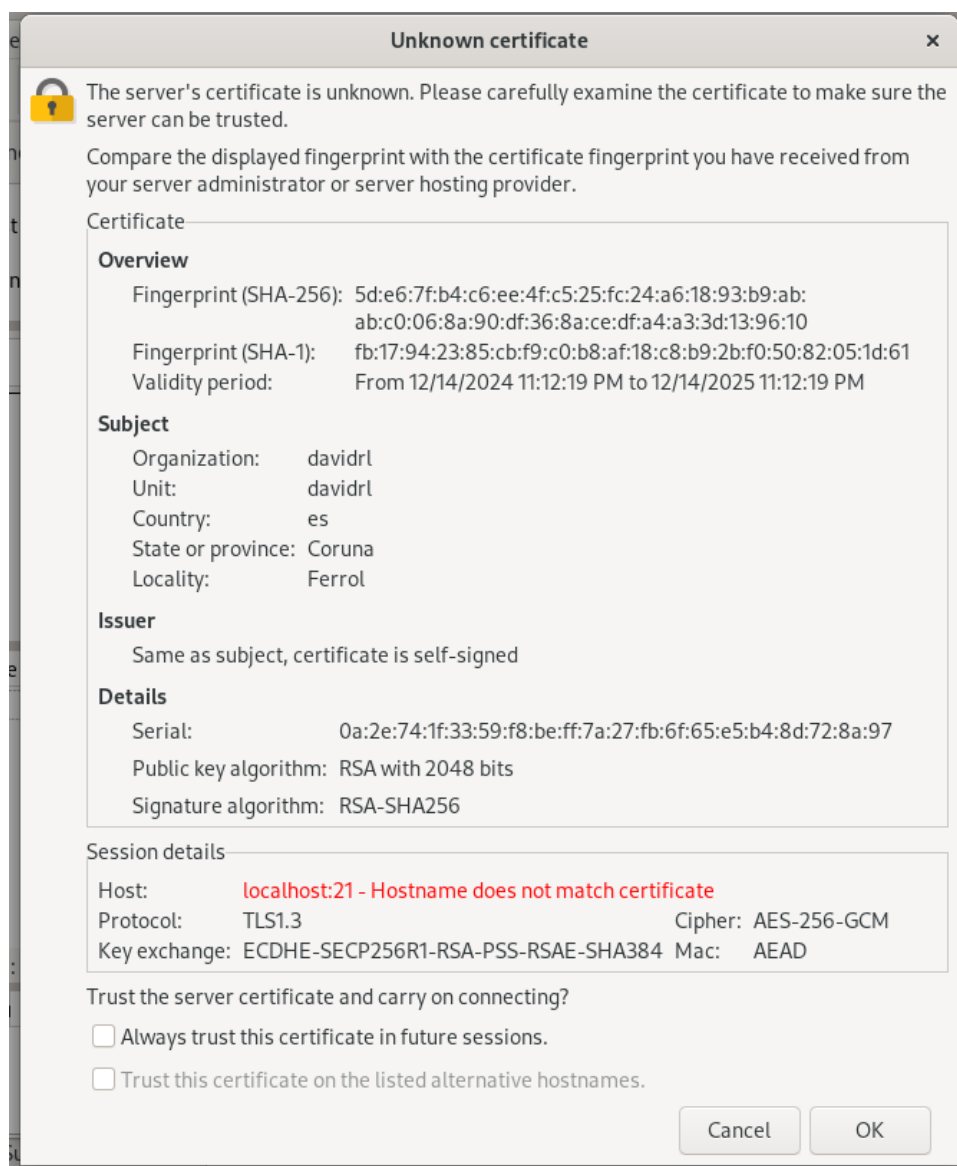 Unknown certificate
The server's certificate is unknown. Please carefully examine the certificate to make sure the
server can be trusted.
Compare the displayed fingerprint with the certificate fingerprint you have received from
your server administrator or server hosting provider.
Certificate
Overview
Fingerprint (SHA-256): 5d:e6:7f:b4:c6:ee:4f:c5:25:fc:24:a6:18:93:b9:ab:
ab:c0:06:8a:90:df:36:8a:ce:df:a4:a3:3d:13:96:10
Fingerprint (SHA-1): fb:17:94:23:85:cb:f9:c0:b8:af:18:c8:b9:2b:f0:50:82:05:1d:61
Validity period: From 12/14/2024 11:12:19 PM to 12/14/2025 11:12:19 PM
Subject
Organization: davidrl
Unit: davidrl
Country: es
State or province: Coruna
Locality: Ferrol
Issuer
Same as subject, certificate is self-signed
Details
Serial: 0a:2e:74:1f:33:59:f8:be:ff:7a:27:fb:6f:65:e5:b4:8d:72:8a:97
Public key algorithm: RSA with 2048 bits
Signature algorithm: RSA-SHA256
Session details
Host: localhost:21 - Hostname does not match certificate
Protocol: TLS1.3 Cipher: AES-256-GCM
Key exchange: ECDHE-SECP256R1-RSA-PSS-RSAE-SHA384 Mac: AEAD
Trust the server certificate and carry on connecting?
Always trust this certificate in future sessions.
Trust this certificate on the listed alternative hostnames.
Cancel OK